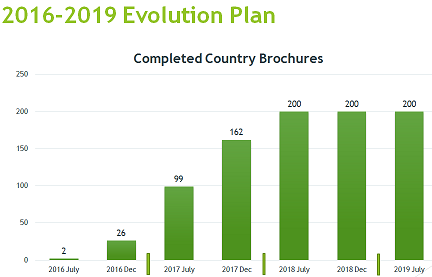 2016-2019 Evolution Plan
Completed Country Brochures
250
200
150
100
50
0
2
26
99
162
200
200
200
2016 July
2016 Dec
2017 July
2017 Dec
2018 July
2018 Dec
2019 July